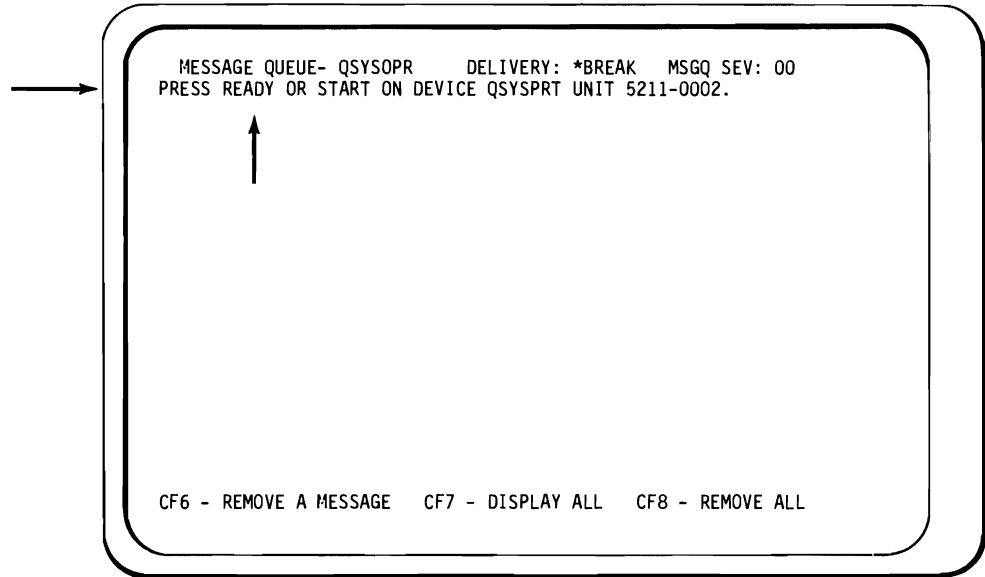 MESSAGE QUEUE- QSYSOPR DELIVERY: *BREAK MSGQ SEV: 00
PRESS READY OR START ON DEVICE QSYSPRT UNIT 5211-0002.
CF6 - REMOVE A MESSAGE CF7 - DISPLAY ALL CF8 - REMOVE ALL